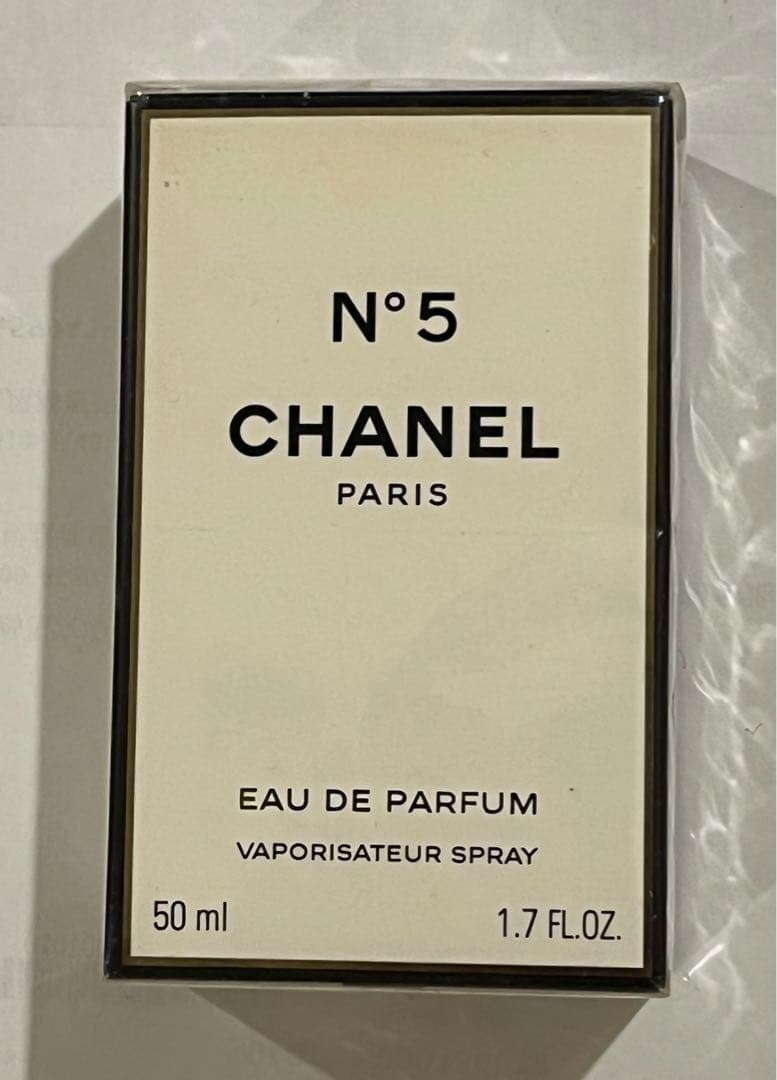 N°5
CHANEL
PARIS
EAU DE PARFUM
VAPORISATEUR SPRAY
50 ml
1.7 FL.OZ.